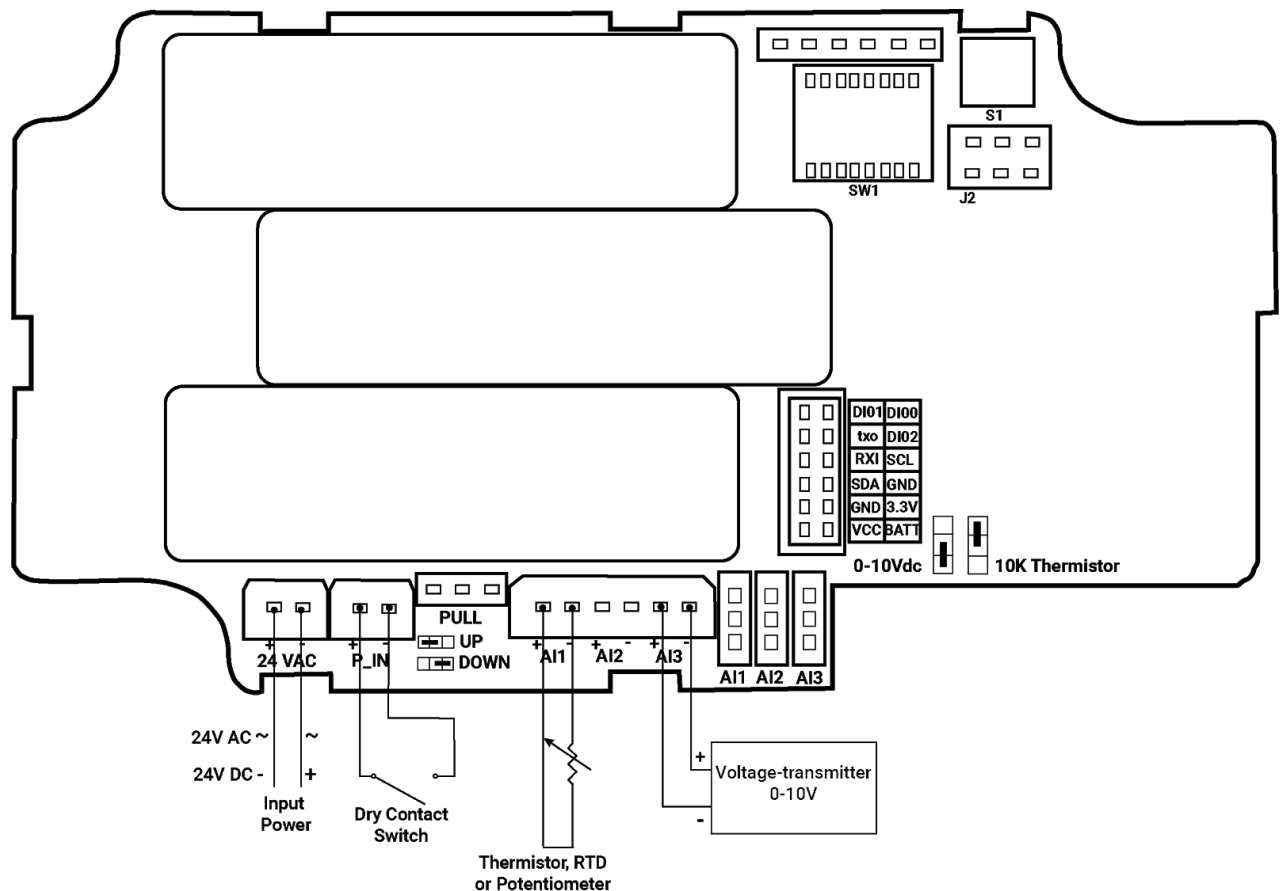 S1
SW1
J2
DI01 DI00
txo DI02
RXI SCL
SDA GND
GND 3.3V
VCC BATT
0-10Vdc 10K Thermistor
PULL
UP
DOWN
+ - + - + - + - + -
24 VAC P_IN AI1 AI2 AI3
AI1 AI2 AI3
24V AC ~ ~
24V DC - +
Input
Power
Dry Contact
Switch
Thermistor, RTD
or Potentiometer
+
Voltage-transmitter
0-10V
-